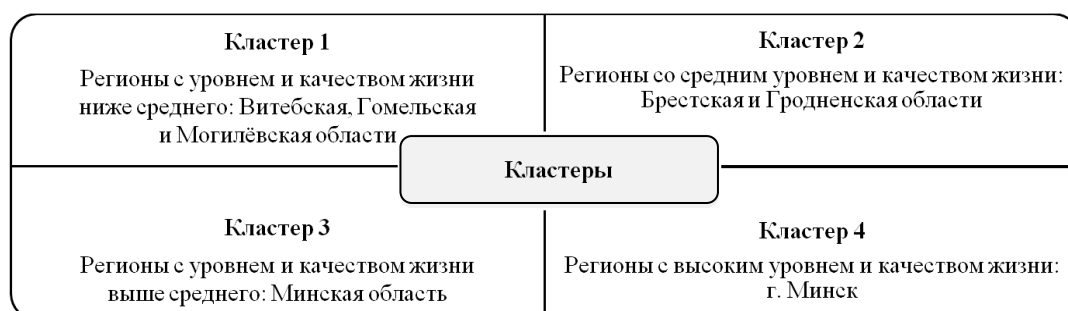 Кластер 1
Регионы с уровнем и качеством жизни
ниже среднего: Витебская, Гомельская
и Могилёвская области
Кластер 2
Регионы со средним уровнем и качеством жизни:
Брестская и Гродненская области
Кластеры
Кластер 3
Регионы с уровнем и качеством жизни
выше среднего: Минская область
Кластер 4
Регионы с высоким уровнем и качеством жизни:
г. Минск